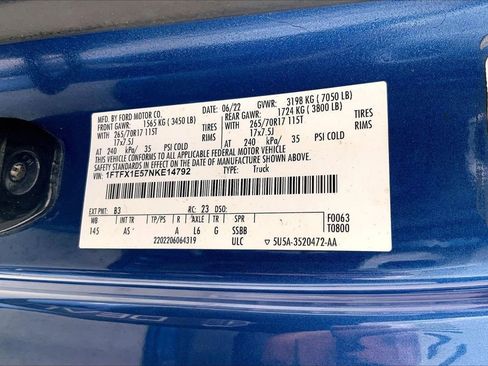 MFD. BY FORD MOTOR CO.
06/22 GVWR: 3198 KG ( 7050 LB)
FRONT GAWR: 1565 KG ( 3450 LB) REAR GAWR: 1724 KG ( 3800 LB)
WITH TIRES WITH TIRES
265/70R17 115T 265/70R17 115T
17x7.5J RIMS 17x7.5J RIMS
AT 240 kPa/ 35 PSI COLD AT 240 kPa/ 35 PSI COLD
THIS VEHICLE CONFORMS TO ALL APPLICABLE FEDERAL MOTOR VEHICLE
SAFETY STANDARDS IN EFFECT ON THE DATE OF MANUFACTURE SHOWN ABOVE.
VIN: 1FTFX1E57NKE14792 TYPE: Truck
EXT PNT: B3 RC: 23 DSO: F0063
WB INT TR TP/PS R AXLE TR SPR T0800
145 AS A L6 G SSBB
2202206064319 ULC 5U5A-3520472-AA